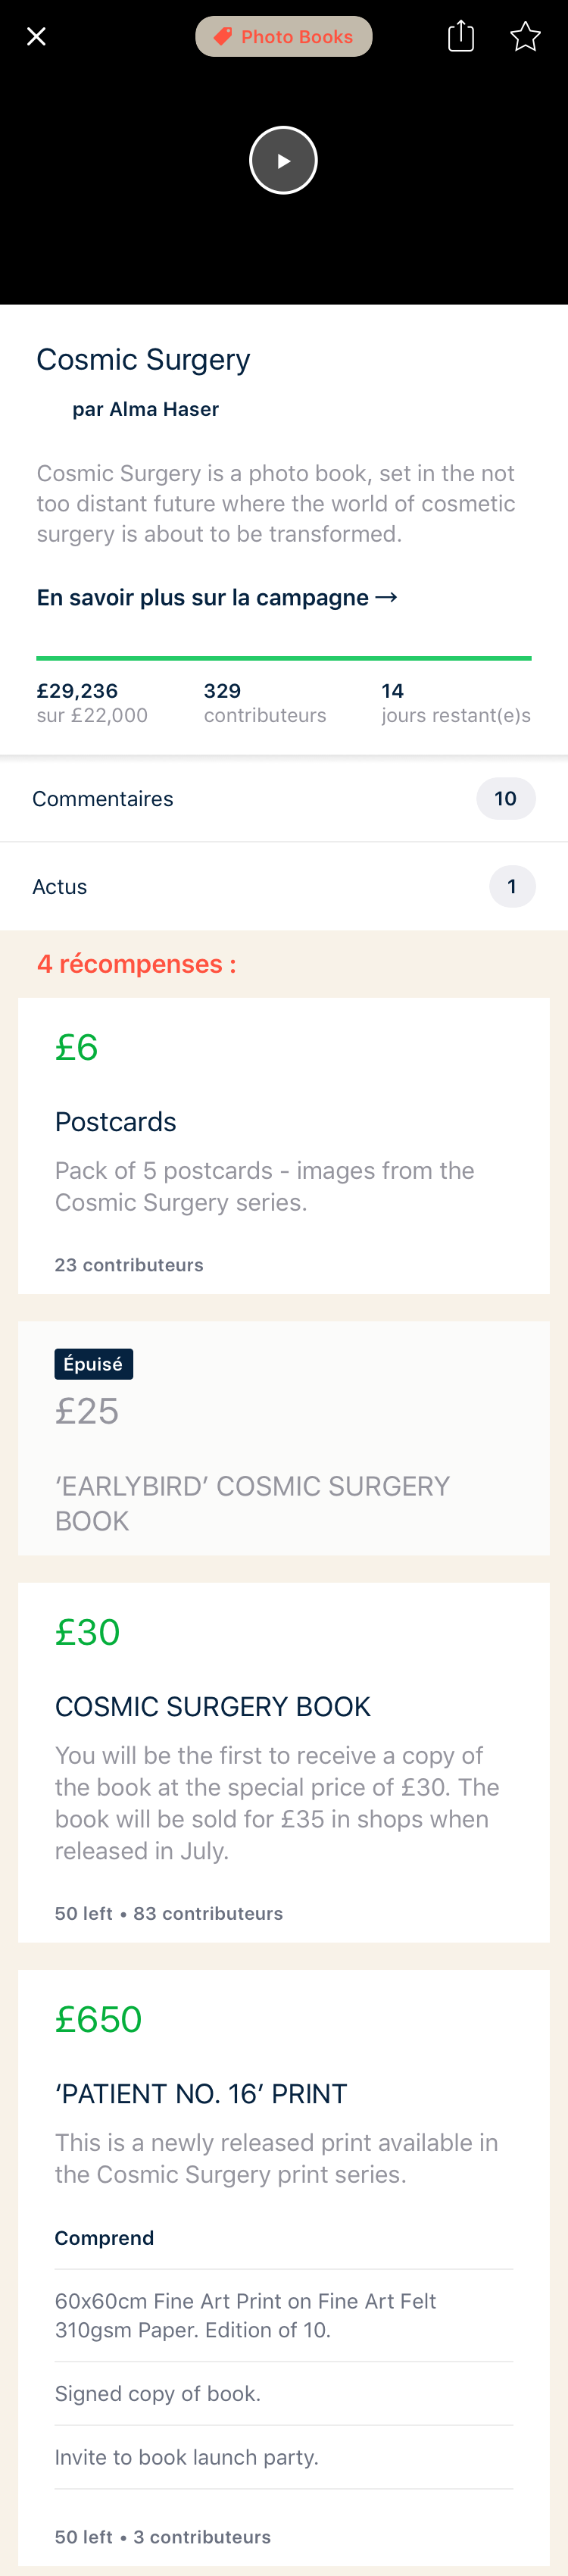 Photo Books
Cosmic Surgery
par Alma Haser
Cosmic Surgery is a photo book, set in the not
too distant future where the world of cosmetic
surgery is about to be transformed.
En savoir plus sur la campagne →
£29,236
sur £22,000
329
contributeurs
14
jours restant(e)s
Commentaires
10
Actus
1
4 récompenses :
£6
Postcards
Pack of 5 postcards - images from the
Cosmic Surgery series.
23 contributeurs
Épuisé
£25
‘EARLYBIRD’ COSMIC SURGERY
BOOK
£30
COSMIC SURGERY BOOK
You will be the first to receive a copy of
the book at the special price of £30. The
book will be sold for £35 in shops when
released in July.
50 left • 83 contributeurs
£650
‘PATIENT NO. 16’ PRINT
This is a newly released print available in
the Cosmic Surgery print series.
Comprend
60x60cm Fine Art Print on Fine Art Felt
310gsm Paper. Edition of 10.
Signed copy of book.
Invite to book launch party.
50 left • 3 contributeurs